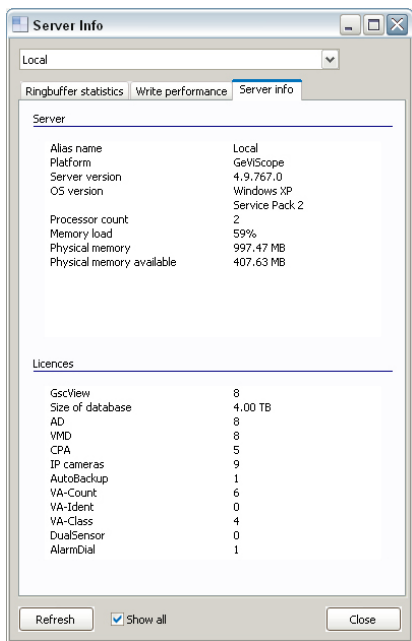 Server Info
Local
Ringbuffer statistics Write performance Server info
Server
Alias name Local
Platform GeViScope
Server version 4.9.767.0
OS version Windows XP
Service Pack 2
Processor count 2
Memory load 59%
Physical memory 997.47 MB
Physical memory available 407.63 MB
Licences
GscView 8
Size of database 4.00 TB
AD 8
VMD 8
CPA 5
IP cameras 9
AutoBackup 1
VA-Count 6
VA-Ident 0
VA-Class 4
DualSensor 0
AlarmDial 1
Refresh Show all Close